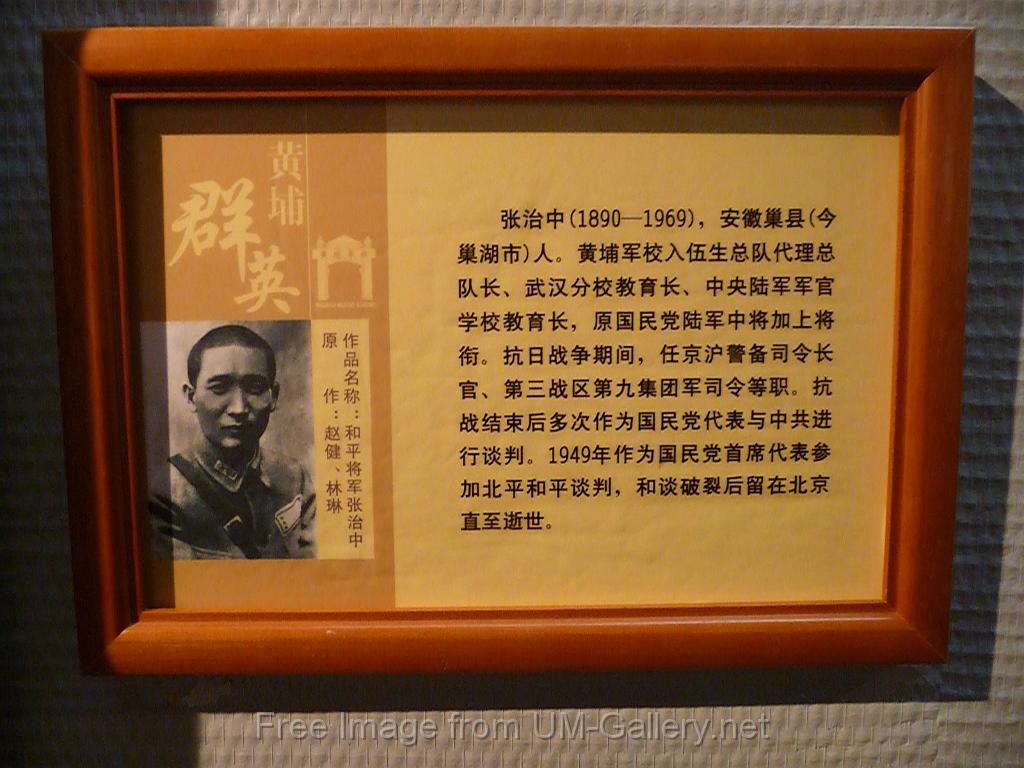 黄埔
群英
作品名称：和平将军张治中
原　作：赵健、林琳
张治中(1890—1969)，安徽巢县(今
巢湖市)人。黄埔军校入伍生总队代理总
队长、武汉分校教育长、中央陆军军官
学校教育长，原国民党陆军中将加上将
衔。抗日战争期间，任京沪警备司令长
官、第三战区第九集团军司令等职。抗
战结束后多次作为国民党代表与中共进
行谈判。1949年作为国民党首席代表参
加北平和平谈判，和谈破裂后留在北京
直至逝世。
Free Image from UM-Gallery.net